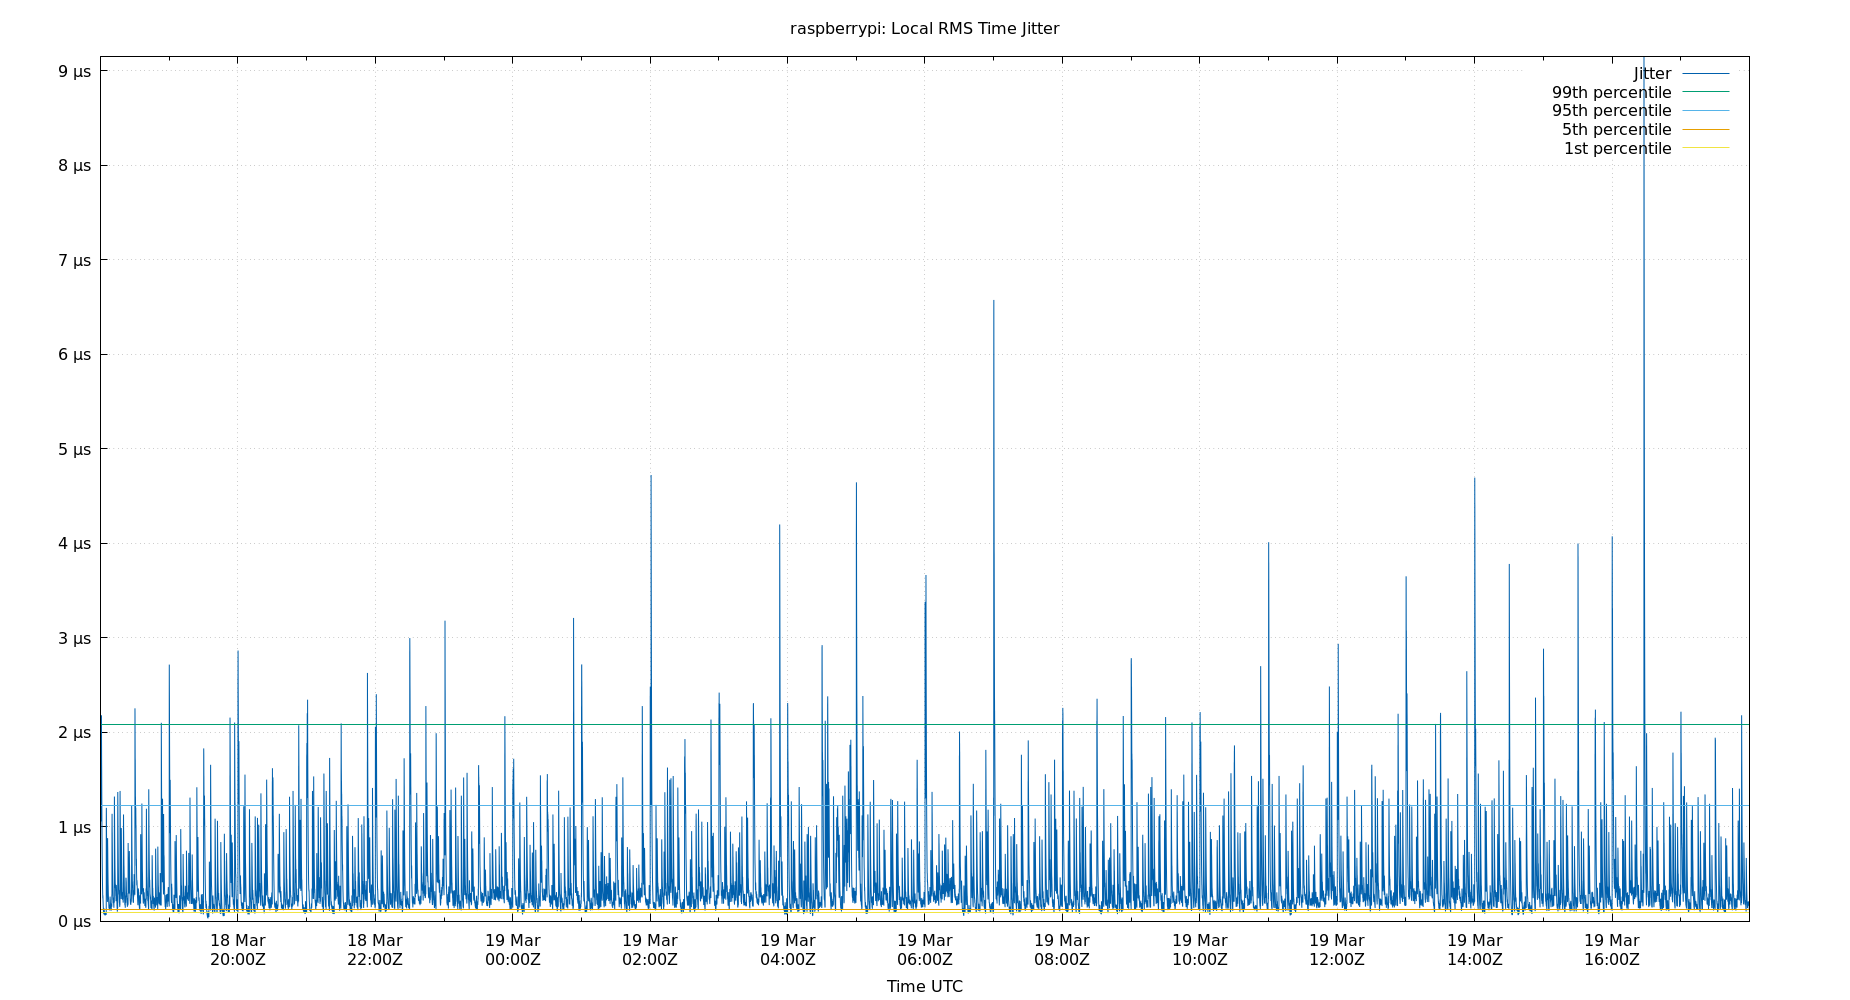 raspberrypi: Local RMS Time Jitter
9 µs
8 µs
7 µs
6 µs
5 µs
4 µs
3 µs
2 µs
1 µs
0 µs
Jitter
99th percentile
95th percentile
5th percentile
1st percentile
18 Mar
20:00Z
18 Mar
22:00Z
19 Mar
00:00Z
19 Mar
02:00Z
19 Mar
04:00Z
19 Mar
06:00Z
19 Mar
08:00Z
19 Mar
10:00Z
19 Mar
12:00Z
19 Mar
14:00Z
19 Mar
16:00Z
Time UTC